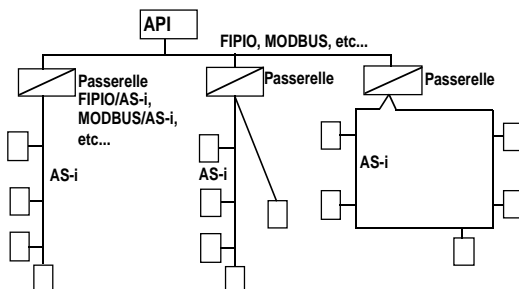 API
FIPIO, MODBUS, etc...
Passerelle
FIPIO/AS-i,
MODBUS/AS-i,
etc...
Passerelle
Passerelle
AS-i
AS-i
AS-i